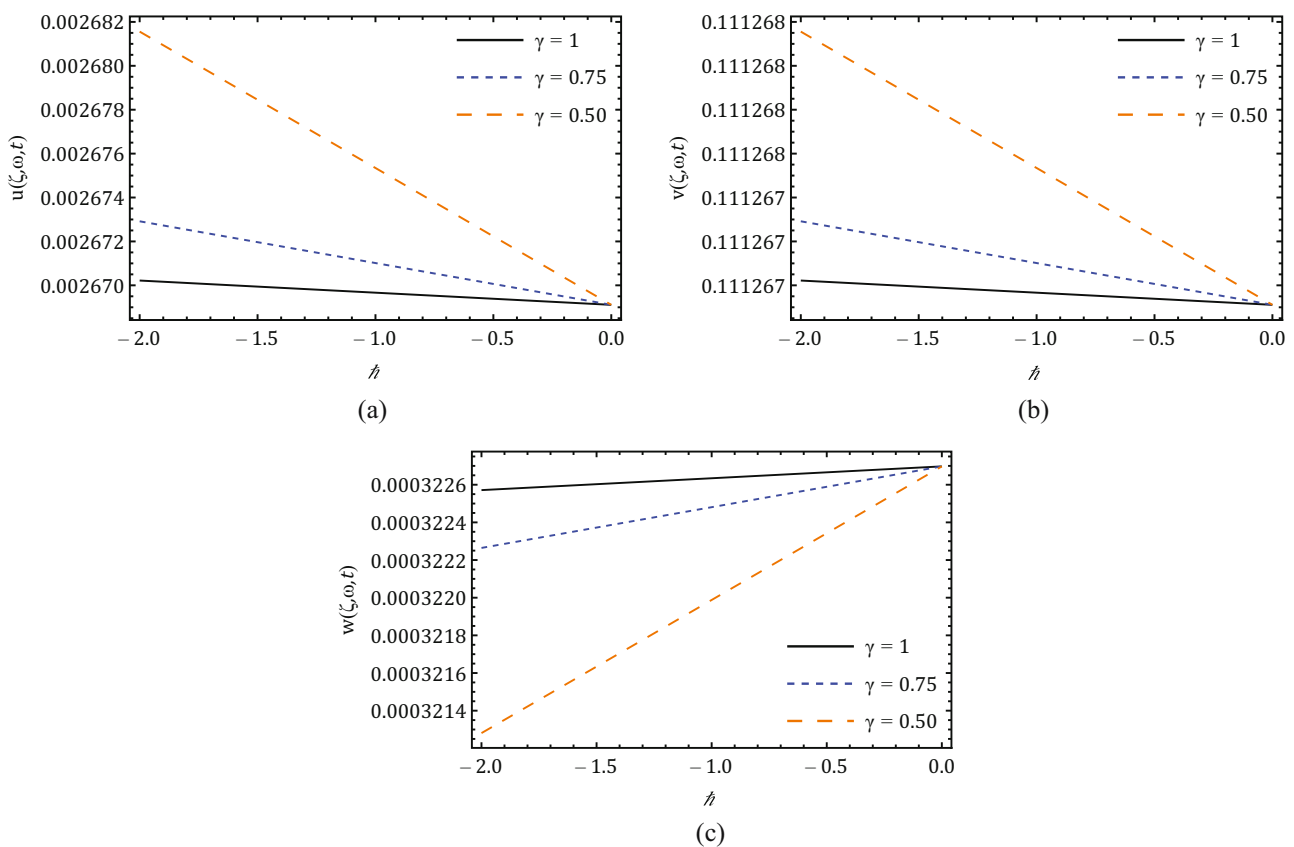 0.002682
0.002680
0.002678
0.002676
0.002674
0.002672
0.002670
u(ζ,ω,t)
γ = 1
γ = 0.75
γ = 0.50
−2.0 −1.5 −1.0 −0.5 0.0
ℏ
(a)
0.111268
0.111268
0.111268
0.111268
0.111267
0.111267
0.111267
v(ζ,ω,t)
γ = 1
γ = 0.75
γ = 0.50
−2.0 −1.5 −1.0 −0.5 0.0
ℏ
(b)
0.0003226
0.0003224
0.0003222
0.0003220
0.0003218
0.0003216
0.0003214
w(ζ,ω,t)
γ = 1
γ = 0.75
γ = 0.50
−2.0 −1.5 −1.0 −0.5 0.0
ℏ
(c)